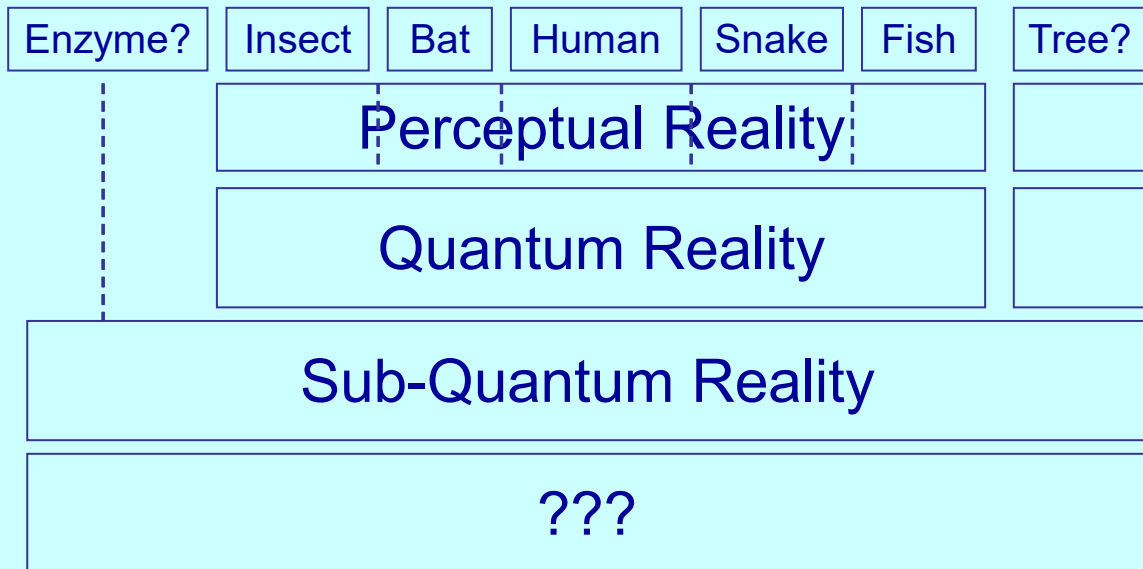 Enzyme? Insect Bat Human Snake Fish Tree?
Perceptual Reality
Quantum Reality
Sub-Quantum Reality
???